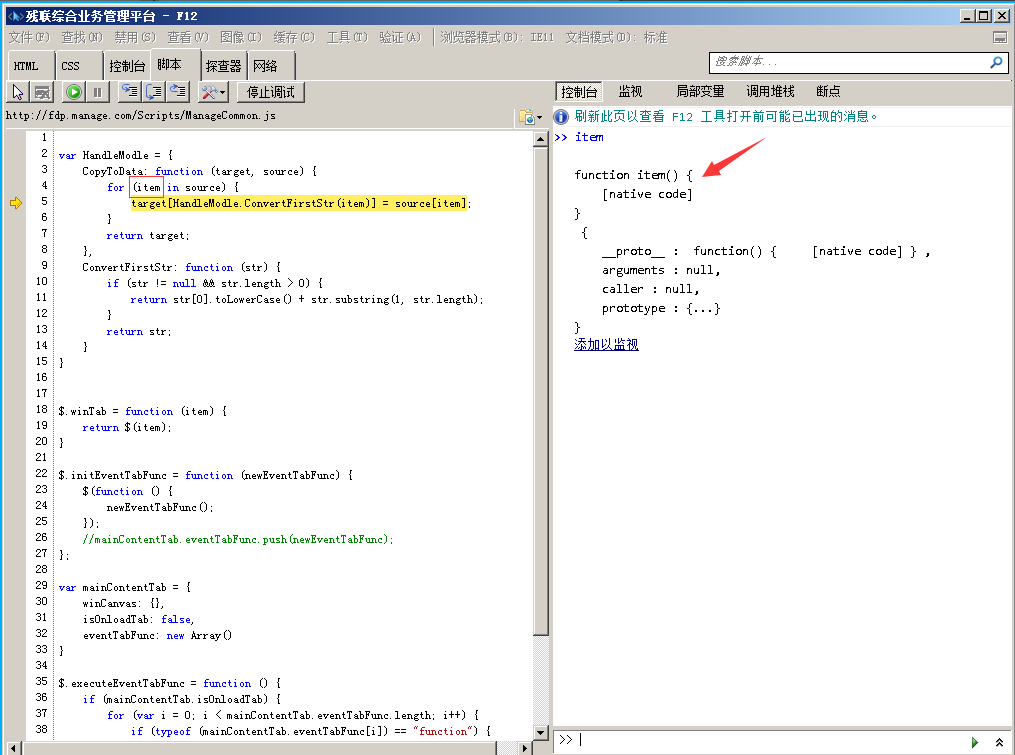 残联综合业务管理平台 - F12
文件(F) 查找(N) 禁用(S) 查看(V) 图像(I) 缓存(C) 工具(T) 验证(A) 浏览器模式(B): IE11 文档模式(D): 标准
HTML CSS 控制台 脚本 探查器 网络
搜索脚本...
停止调试
控制台 监视 局部变量 调用堆栈 断点
http://fdp.manage.com/Scripts/ManageCommon.js
1
2 var HandleModle = {
3 CopyToData: function (target, source) {
4 for (item in source) {
5 target[HandleModle.ConvertFirstStr(item)] = source[item];
6 }
7 return target;
8 },
9 ConvertFirstStr: function (str) {
10 if (str != null && str.length > 0) {
11 return str[0].toLowerCase() + str.substring(1, str.length);
12 }
13 return str;
14 }
15 }
16
17
18 $.winTab = function (item) {
19 return $(item);
20 }
21
22 $.initEventTabFunc = function (newEventTabFunc) {
23 $(function () {
24 newEventTabFunc();
25 });
26 //mainContentTab.eventTabFunc.push(newEventTabFunc);
27 };
28
29 var mainContentTab = {
30 winCanvas: {},
31 isOnloadTab: false,
32 eventTabFunc: new Array()
33 }
34
35 $.executeEventTabFunc = function () {
36 if (mainContentTab.isOnloadTab) {
37 for (var i = 0; i < mainContentTab.eventTabFunc.length; i++) {
38 if (typeof (mainContentTab.eventTabFunc[i]) == "function") {
刷新此页以查看 F12 工具打开前可能已出现的消息。
>> item
function item() {
[native code]
}
{
__proto__ : function() { [native code] } ,
arguments : null,
caller : null,
prototype : {...}
}
添加以监视
>>